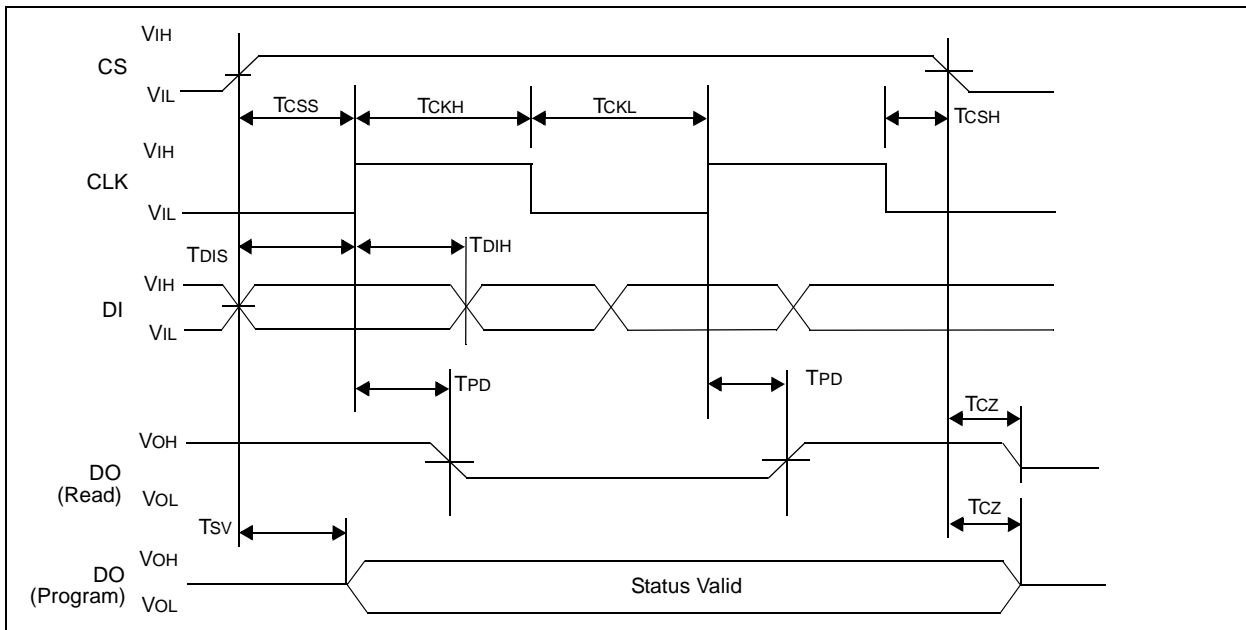 VIH
CS
VIL
TCSS
TCKH
TCKL
TCSH
VIH
CLK
VIL
TDIS
TDIH
VIH
DI
VIL
TPD
TPD
TCZ
VOH
DO
(Read)
VOL
TSV
TCZ
VOH
DO
(Program)
VOL
Status Valid